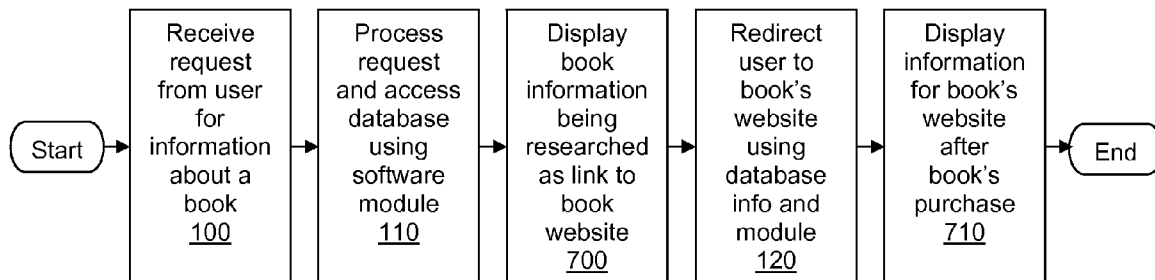 Start
Receive
request
from user
for
information
about a
book
100
Process
request
and access
database
using
software
module
110
Display
book
information
being
researched
as link to
book
website
700
Redirect
user to
book's
website
using
database
info and
module
120
Display
information
for book's
website
after
book's
purchase
710
End